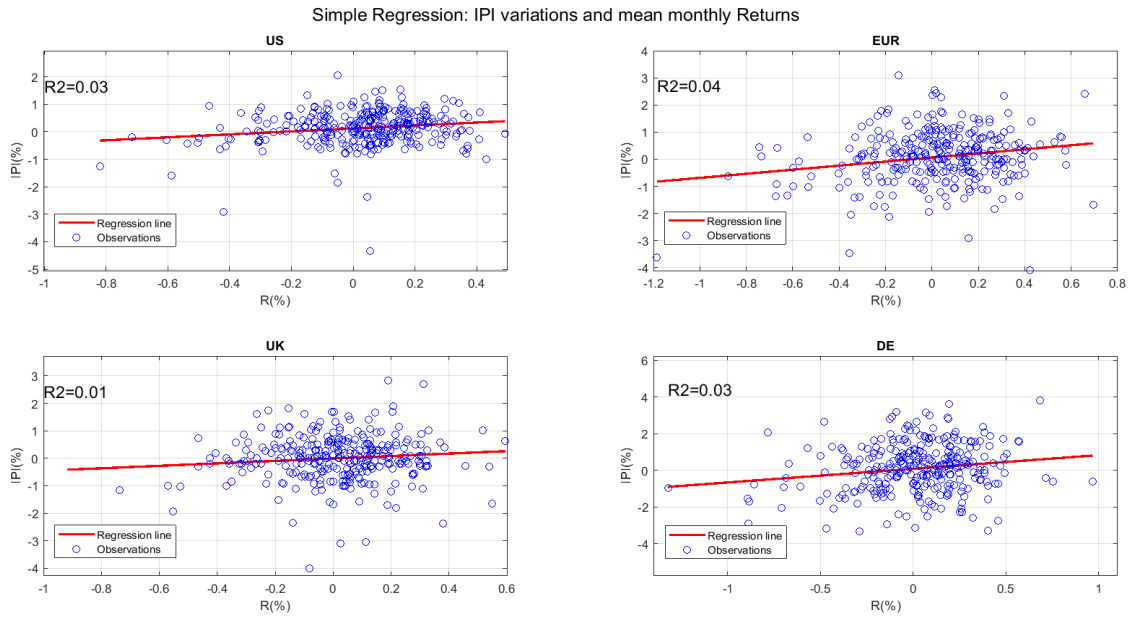 Simple Regression: IPI variations and mean monthly Returns
US
R2=0.03
IPI(%)
2
1
0
-1
-2
-3
-4
-5
Regression line
Observations
-1
-0.8
-0.6
-0.4
-0.2
0
0.2
0.4
R(%)
EUR
R2=0.04
IPI(%)
4
3
2
1
0
-1
-2
-3
-4
Regression line
Observations
-1.2
-1
-0.8
-0.6
-0.4
-0.2
0
0.2
0.4
0.6
0.8
R(%)
UK
R2=0.01
IPI(%)
3
2
1
0
-1
-2
-3
-4
Regression line
Observations
-1
-0.8
-0.6
-0.4
-0.2
0
0.2
0.4
0.6
R(%)
DE
R2=0.03
IPI(%)
6
4
2
0
-2
-4
Regression line
Observations
-1
-0.5
0
0.5
1
R(%)